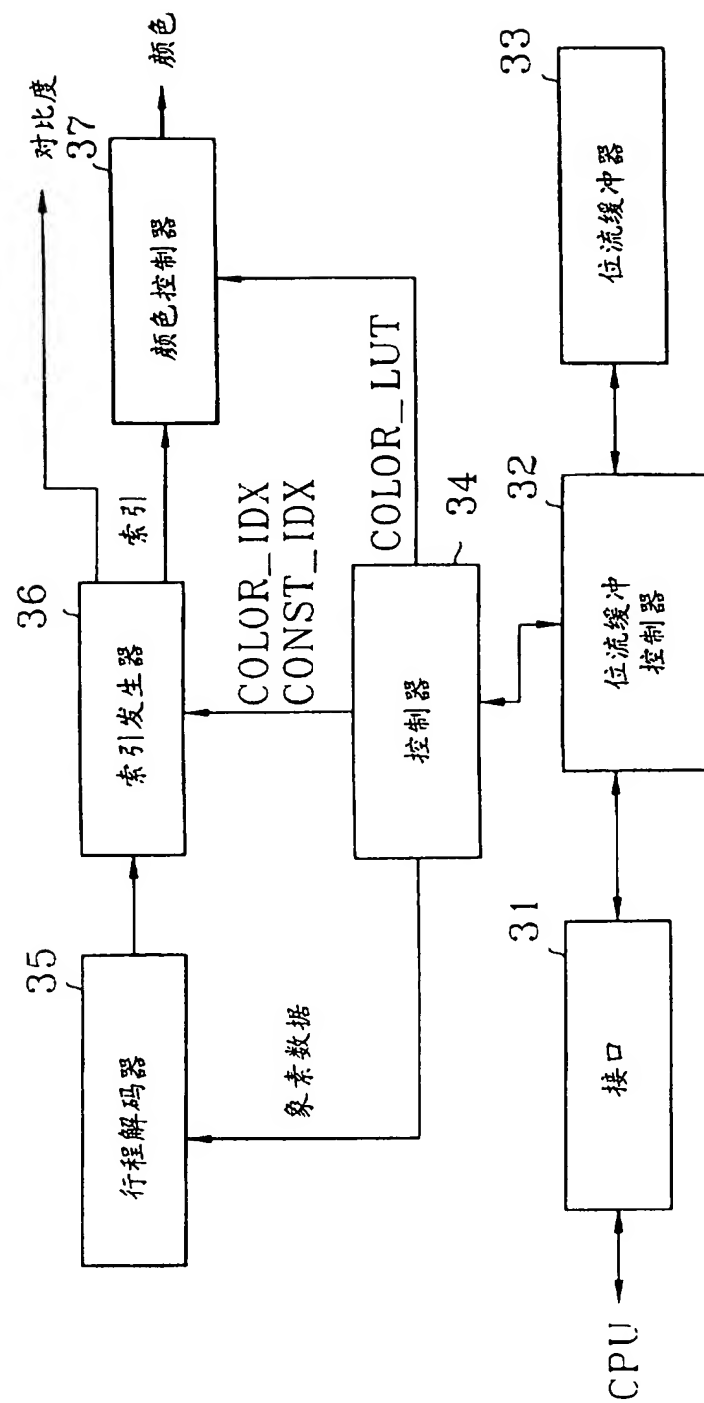 对比度
37
颜色
颜色控制器
索引
36
索引发生器
35
行程解码器
COLOR_IDX
CONST_IDX
COLOR_LUT
34
控制器
象素数据
33
位流缓冲器
32
位流缓冲
控制器
31
接口
CPU